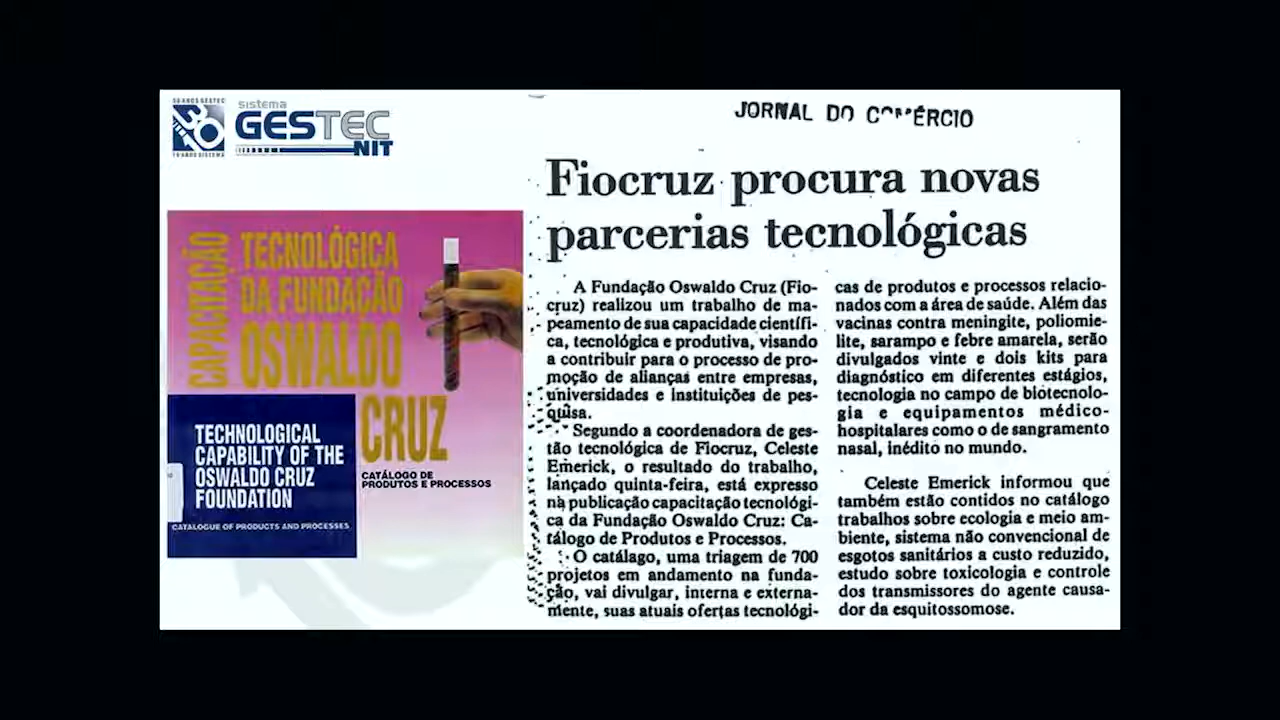 30 ANOS GESTEC
10 ANOS SISTEMA
sistema
GESTEC
NIT
CAPACITAÇÃO
TECNOLÓGICA
DA FUNDAÇÃO
OSWALDO
CRUZ
TECHNOLOGICAL
CAPABILITY OF THE
OSWALDO CRUZ
FOUNDATION
CATALOGUE OF PRODUCTS AND PROCESSES
CATÁLOGO DE
PRODUTOS E PROCESSOS
JORNAL DO COMÉRCIO
Fiocruz procura novas
parcerias tecnológicas
A Fundação Oswaldo Cruz (Fio-
cruz) realizou um trabalho de ma-
peamento de sua capacidade científi-
ca, tecnológica e produtiva, visando
a contribuir para o processo de pro-
moção de alianças entre empresas,
universidades e instituições de pes-
quisa.
Segundo a coordenadora de ges-
tão tecnológica de Fiocruz, Celeste
Emerick, o resultado do trabalho,
lançado quinta-feira, está expresso
na publicação capacitação tecnológi-
ca da Fundação Oswaldo Cruz: Ca-
tálogo de Produtos e Processos.
O catálago, uma triagem de 700
projetos em andamento na funda-
ção, vai divulgar, interna e externa-
mente, suas atuais ofertas tecnológi-
cas de produtos e processos relacio-
nados com a área de saúde. Além das
vacinas contra meningite, poliomie-
lite, sarampo e febre amarela, serão
divulgados vinte e dois kits para
diagnóstico em diferentes estágios,
tecnologia no campo de biotecnolo-
gia e equipamentos médico-
hospitalares como o de sangramento
nasal, inédito no mundo.
Celeste Emerick informou que
também estão contidos no catálogo
trabalhos sobre ecologia e meio am-
biente, sistema não convencional de
esgotos sanitários a custo reduzido,
estudo sobre toxicologia e controle
dos transmissores do agente causa-
dor da esquitossomose.